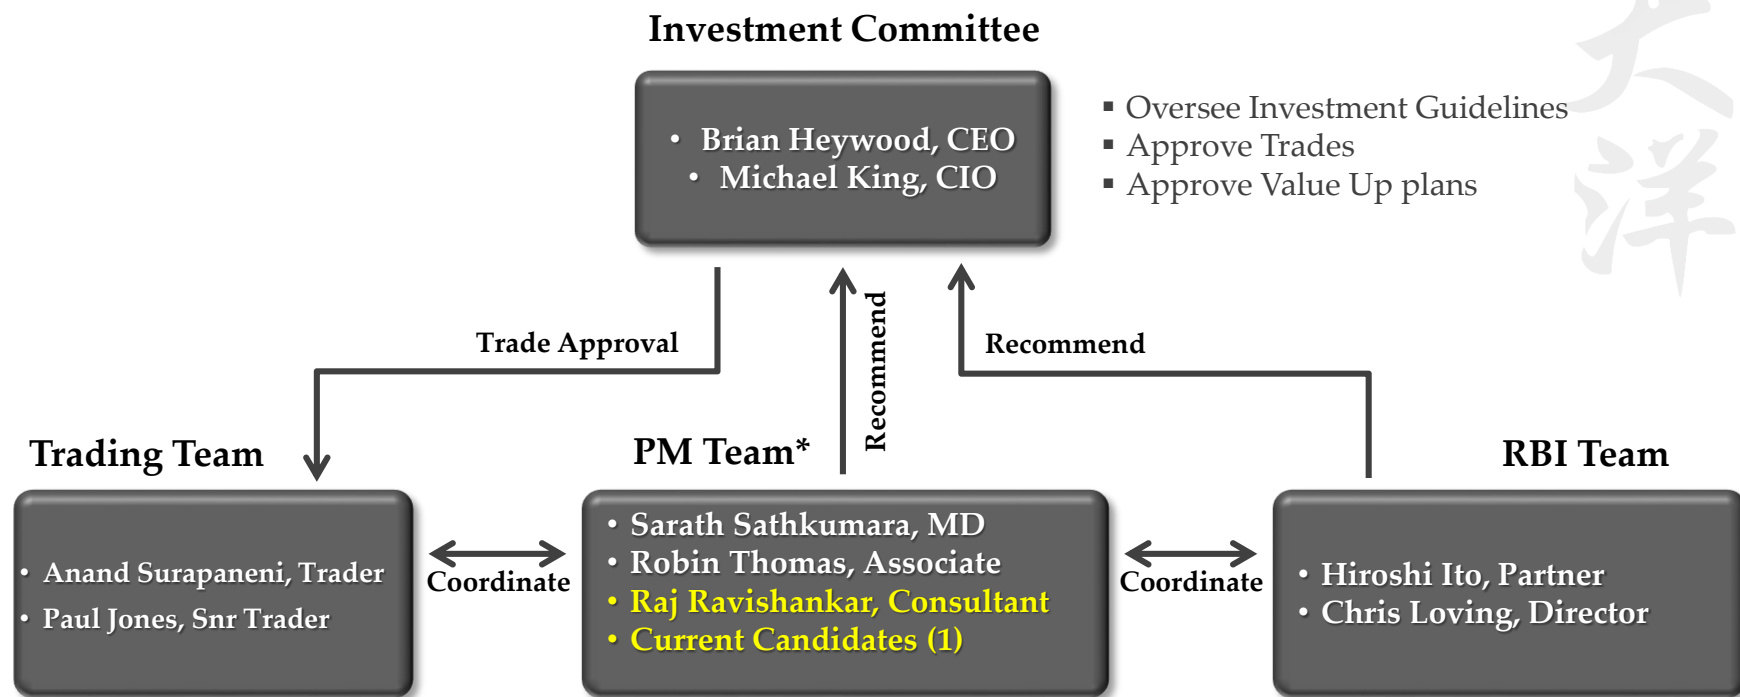 Investment Committee
• Brian Heywood, CEO
• Michael King, CIO
▪ Oversee Investment Guidelines
▪ Approve Trades
▪ Approve Value Up plans
大
洋
Trade Approval
Recommend
Recommend
Trading Team
• Anand Surapaneni, Trader
• Paul Jones, Snr Trader
Coordinate
PM Team*
• Sarath Sathkumara, MD
• Robin Thomas, Associate
• Raj Ravishankar, Consultant
• Current Candidates (1)
Coordinate
RBI Team
• Hiroshi Ito, Partner
• Chris Loving, Director